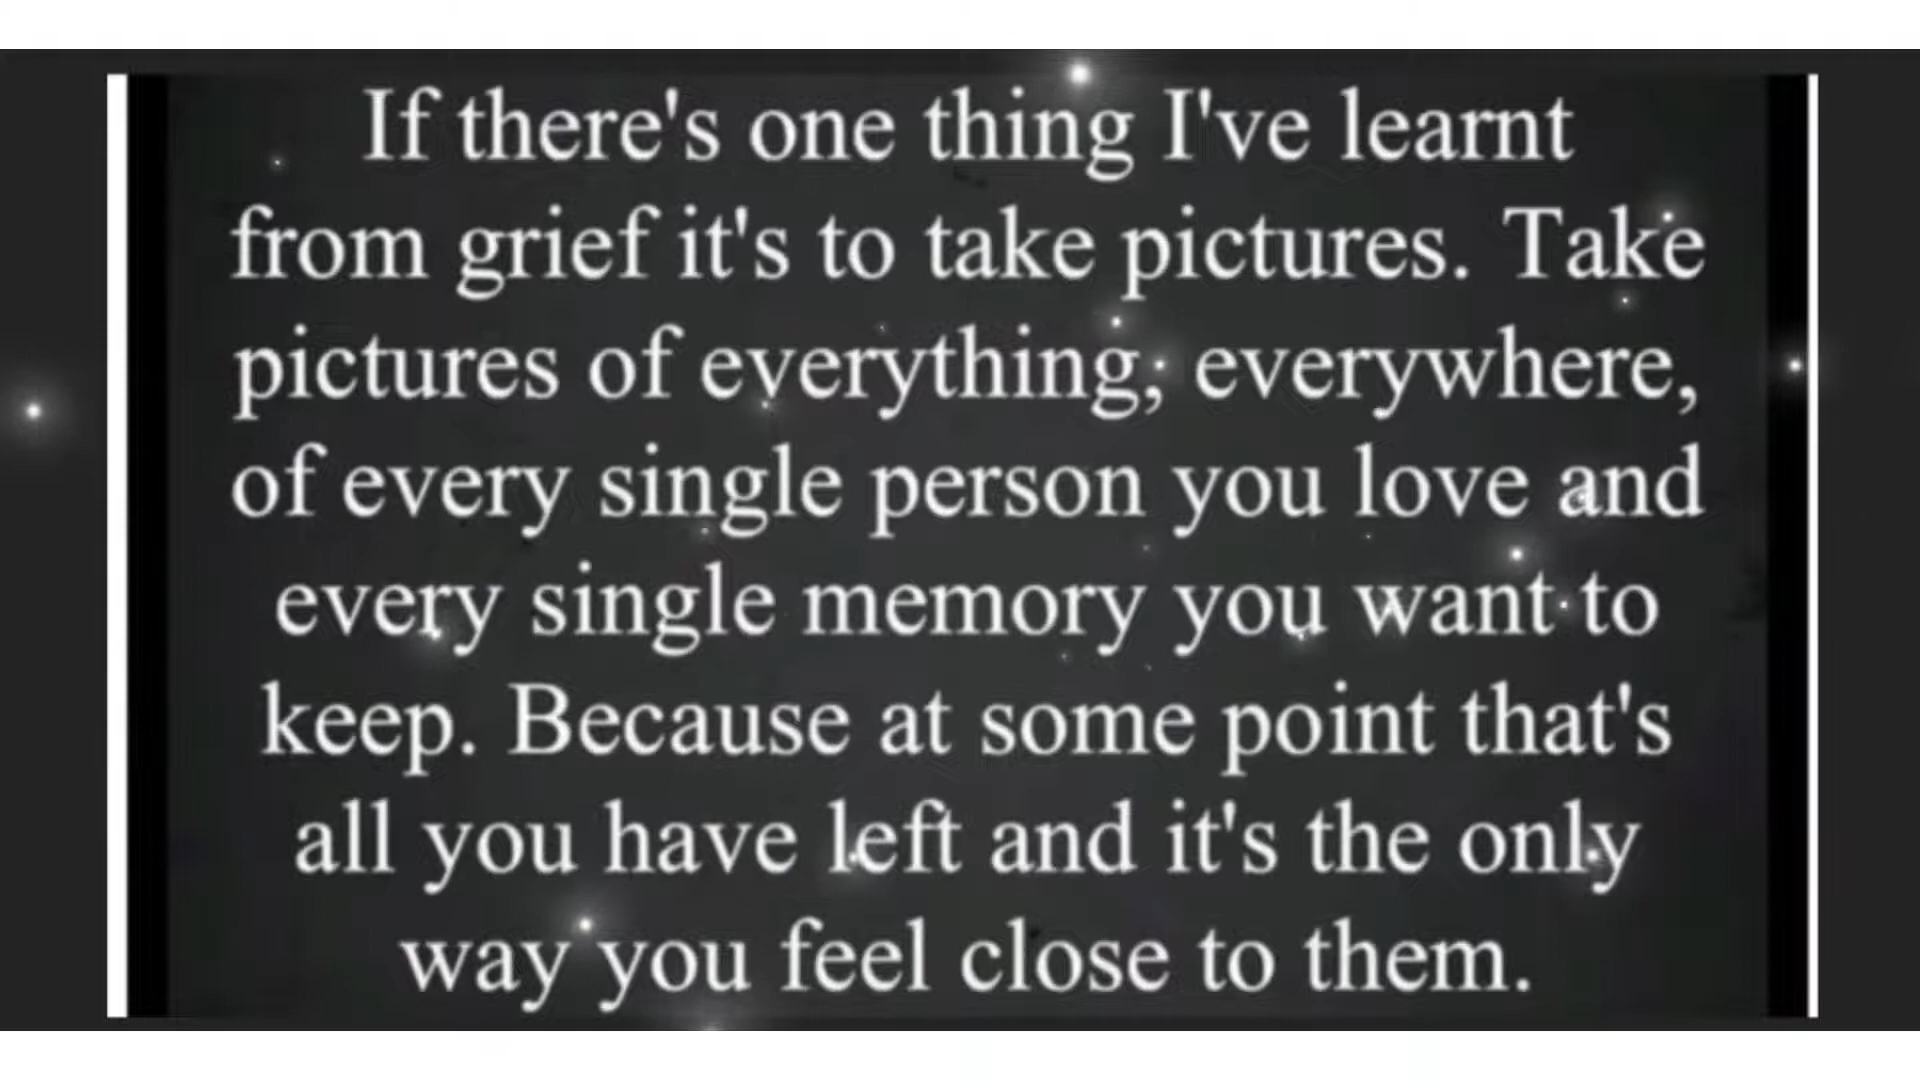 If there's one thing I've learnt
from grief it's to take pictures. Take
pictures of everything, everywhere,
of every single person you love and
every single memory you want to
keep. Because at some point that's
all you have left and it's the only
way you feel close to them.